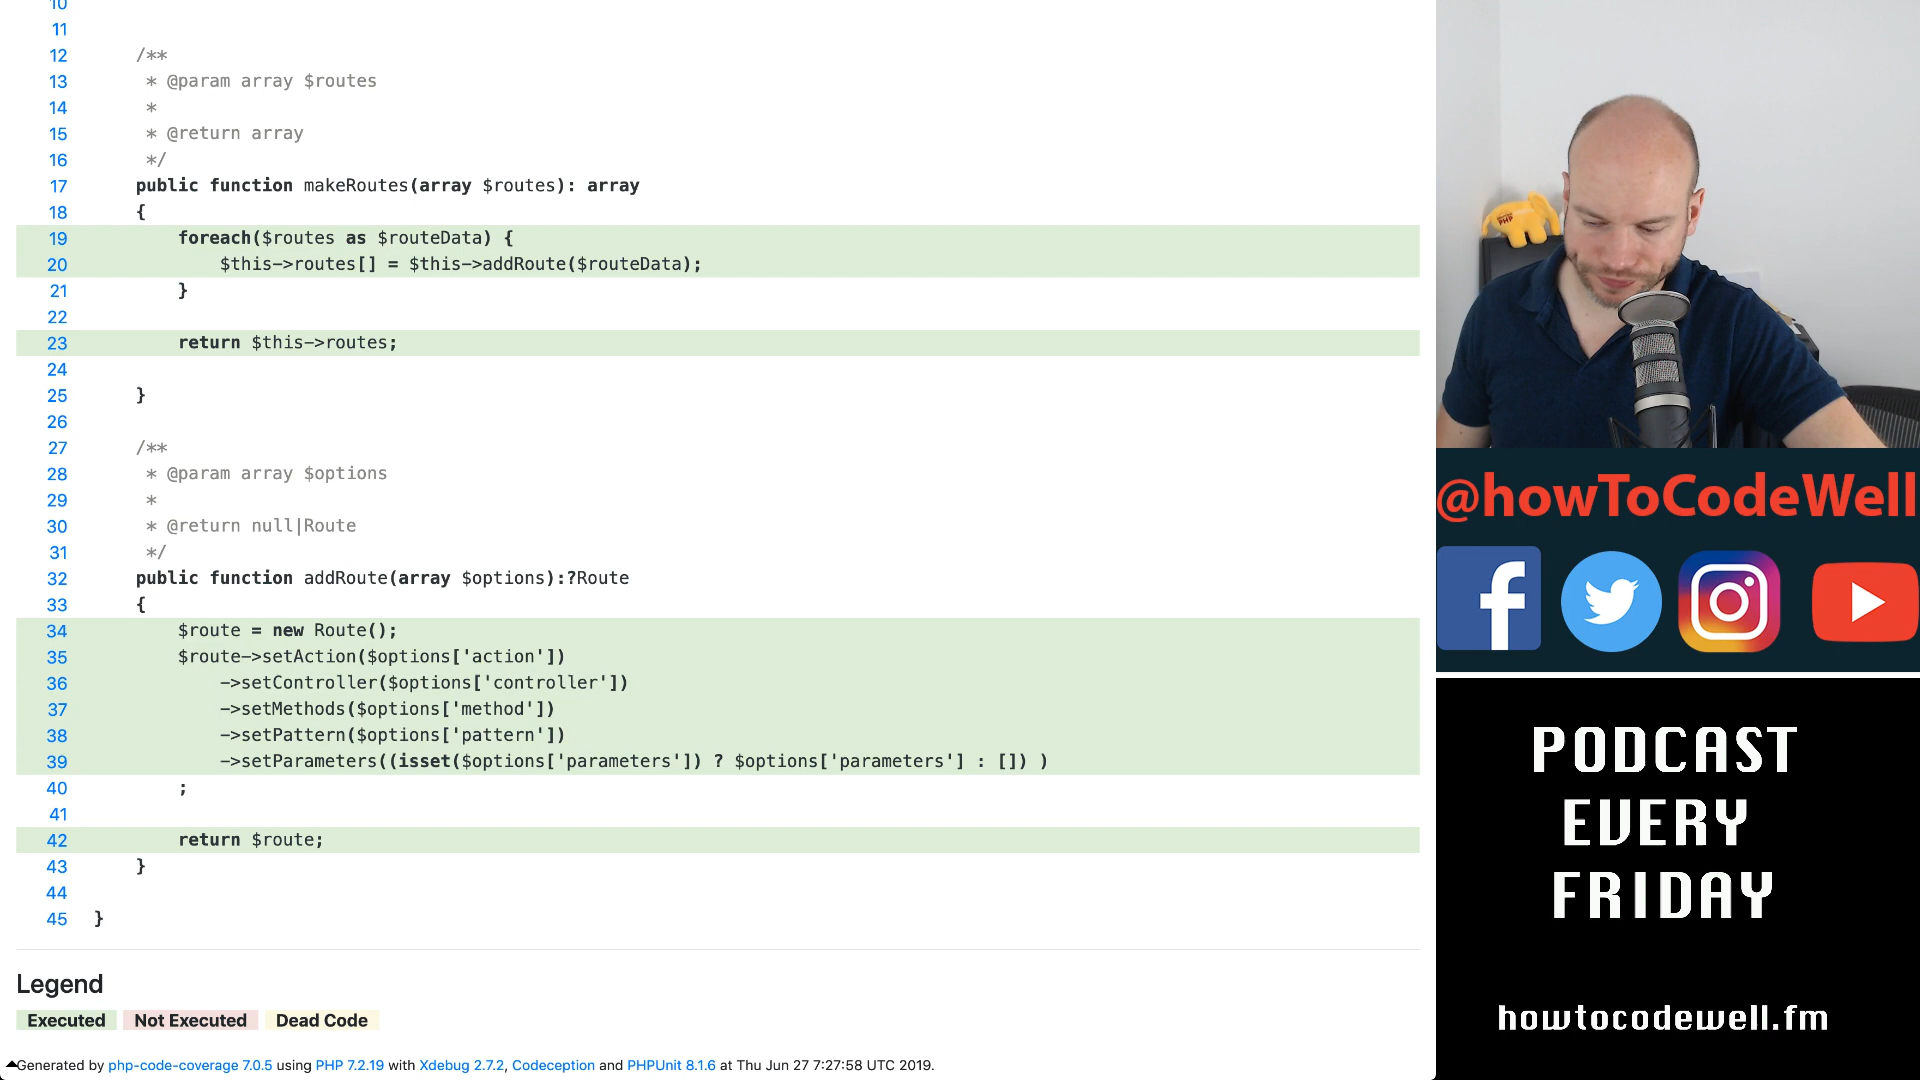 10
11
12 /**
13 * @param array $routes
14 *
15 * @return array
16 */
17 public function makeRoutes(array $routes): array
18 {
19 foreach($routes as $routeData) {
20 $this->routes[] = $this->addRoute($routeData);
21 }
22
23 return $this->routes;
24
25 }
26
27 /**
28 * @param array $options
29 *
30 * @return null|Route
31 */
32 public function addRoute(array $options):?Route
33 {
34 $route = new Route();
35 $route->setAction($options['action'])
36 ->setController($options['controller'])
37 ->setMethods($options['method'])
38 ->setPattern($options['pattern'])
39 ->setParameters((isset($options['parameters']) ? $options['parameters'] : []) )
40 ;
41
42 return $route;
43 }
44
45 }
Legend
Executed Not Executed Dead Code
Generated by php-code-coverage 7.0.5 using PHP 7.2.19 with Xdebug 2.7.2, Codeception and PHPUnit 8.1.6 at Thu Jun 27 7:27:58 UTC 2019.
PHP
@howToCodeWell
PODCAST
EVERY
FRIDAY
howtocodewell.fm